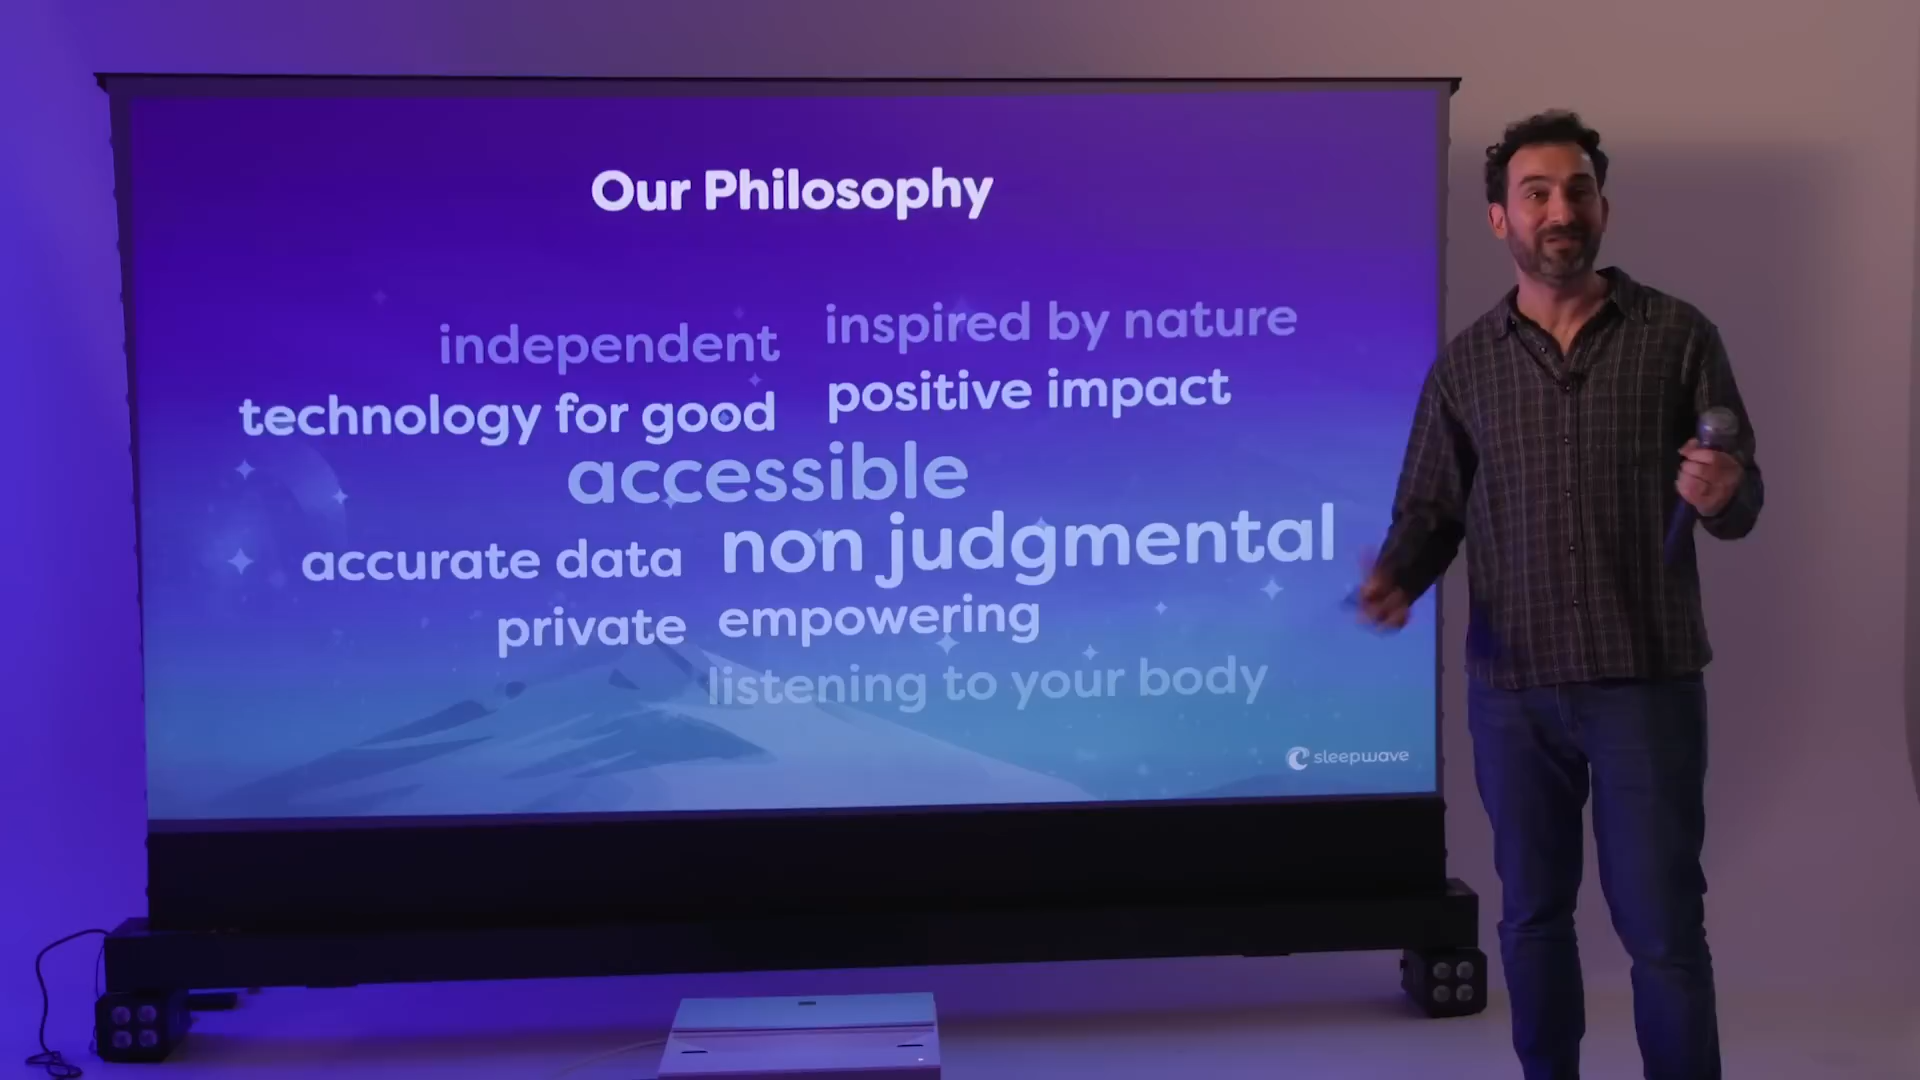 Our Philosophy
independent
inspired by nature
technology for good
positive impact
accessible
accurate data
non judgmental
private
empowering
listening to your body
sleepwave